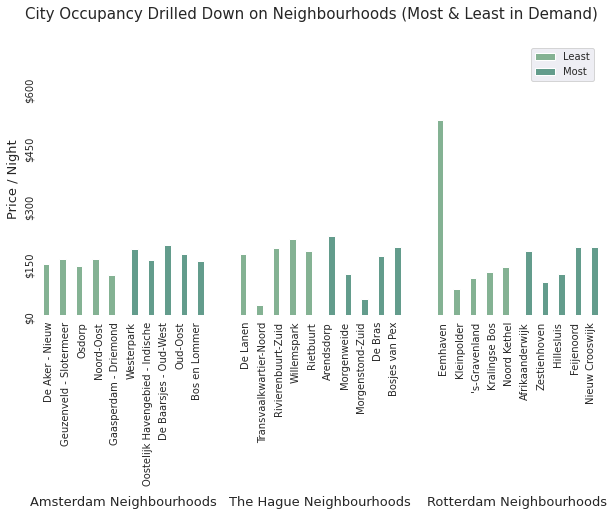 City Occupancy Drilled Down on Neighbourhoods (Most & Least in Demand)
Least
Most
Price / Night
$600
$450
$300
$150
$0
De Aker - Nieuw
Geuzenveld - Slotermeer
Osdorp
Noord-Oost
Gaasperdam - Driemond
Westerpark
Oostelijk Havengebied - Indische
De Baarsjes - Oud-West
Oud-Oost
Bos en Lommer
De Lanen
Transvaalkwartier-Noord
Rivierenbuurt-Zuid
Willemspark
Rietbuurt
Arendsdorp
Morgenweide
Morgenstond-Zuid
De Bras
Bosjes van Pex
Eemhaven
Kleinpolder
's-Gravenland
Kralingse Bos
Noord Kethel
Afrikaanderwijk
Zestienhoven
Hillesluis
Feijenoord
Nieuw Crooswijk
Amsterdam Neighbourhoods
The Hague Neighbourhoods
Rotterdam Neighbourhoods